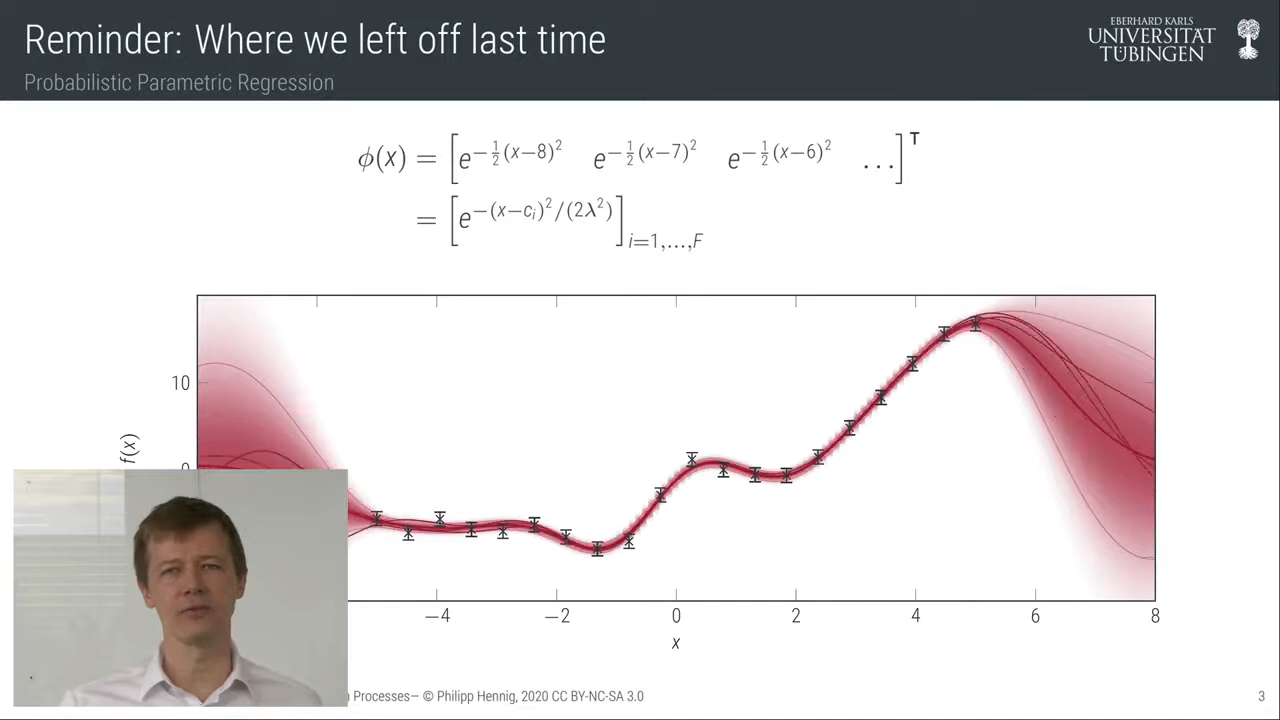 Reminder: Where we left off last time
Probabilistic Parametric Regression
EBERHARD KARLS
UNIVERSITÄT
TÜBINGEN
ϕ(x) = [e^{−½(x−8)²} e^{−½(x−7)²} e^{−½(x−6)²} …]ᵀ
= [e^{−(x−c_i)²/(2λ²)}]_{i=1,…,F}
10
f(x)
−4 −2 0 2 4 6 8
x
Processes— © Philipp Hennig, 2020 CC BY-NC-SA 3.0
3